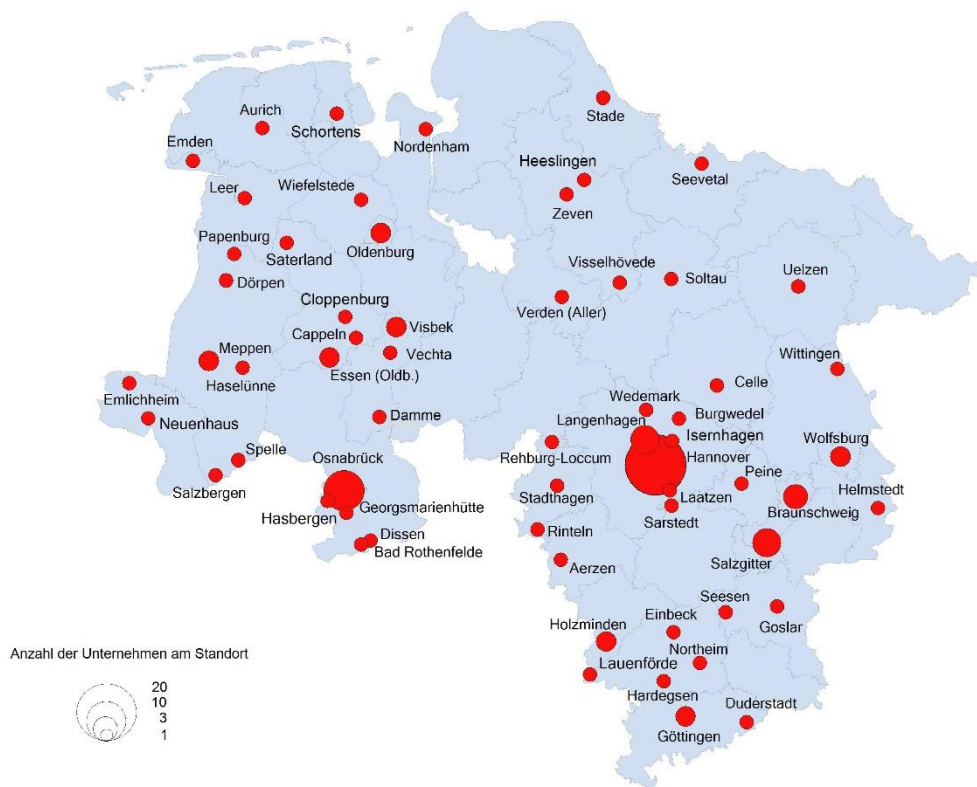 Aurich
Schortens
Emden
Nordenham
Stade
Leer
Wiefelstede
Heeslingen
Seevetal
Zeven
Papenburg
Saterland
Oldenburg
Dörpen
Visselhövede
Soltau
Uelzen
Cloppenburg
Verden (Aller)
Cappeln
Visbek
Meppen
Vechta
Essen (Oldb.)
Haselünne
Wittingen
Emlichheim
Celle
Wedemark
Neuenhaus
Damme
Langenhagen
Burgwedel
Isernhagen
Wolfsburg
Spelle
Osnabrück
Rehburg-Loccum
Hannover
Salzbergen
Peine
Stadthagen
Laatzen
Helmstedt
Hasbergen
Georgsmarienhütte
Sarstedt
Braunschweig
Dissen
Rinteln
Bad Rothenfelde
Aerzen
Salzgitter
Seesen
Holzminden
Einbeck
Goslar
Northeim
Lauenförde
Hardegsen
Duderstadt
Göttingen
Anzahl der Unternehmen am Standort
20
10
3
1